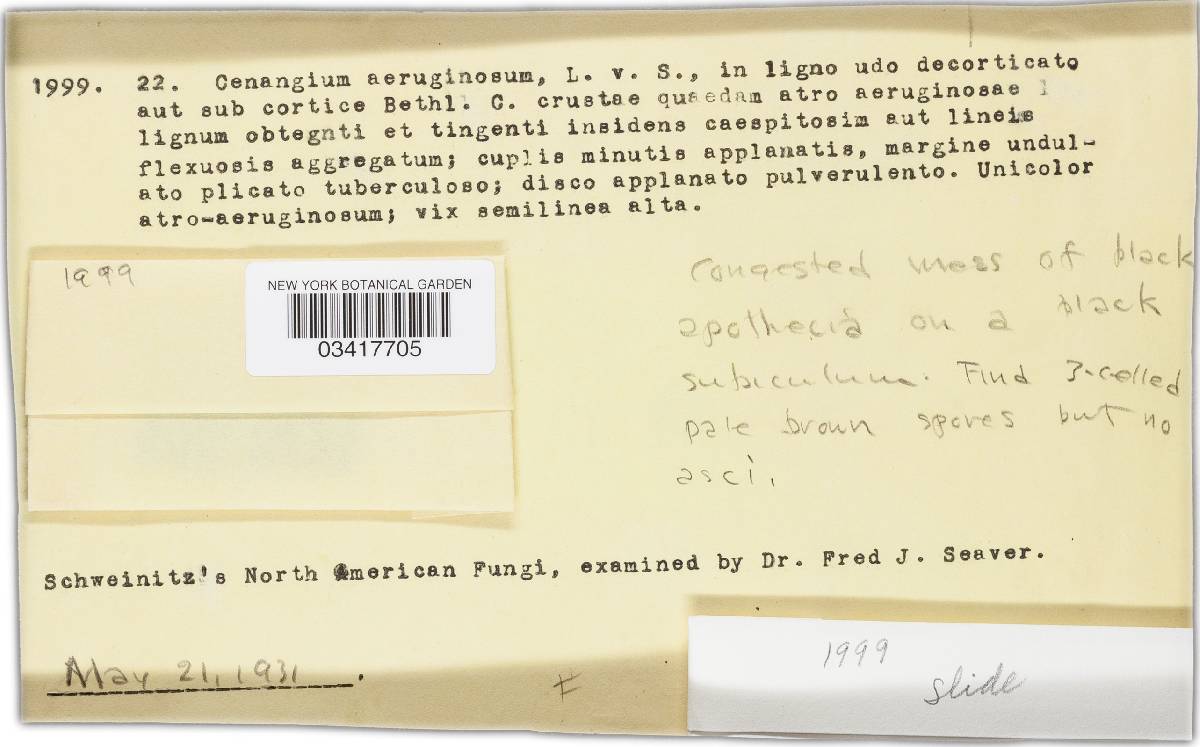 1999. 22. Cenangium aeruginosum, L. v. S., in ligno udo decorticato
aut sub cortice Bethl. C. crustae quaedam atro aeruginosae l
lignum obtegnti et tingenti insidens caespitosim aut lineis
flexuosis aggregatum; cuplis minutis applanatis, margine undul-
ato plicato tuberculoso; disco applanato pulverulento. Unicolor
atro-aeruginosum; vix semilinea alta.
1999
NEW YORK BOTANICAL GARDEN
03417705
Congested mass of black
apothecia on a black
subiculum. Find 3-celled
pale brown spores but no
asci.
Schweinitz's North American Fungi, examined by Dr. Fred J. Seaver.
May 21, 1931.
1999
slide